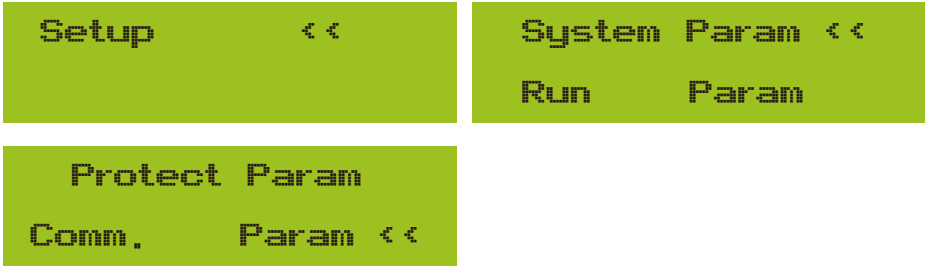 Setup <<
System Param <<
Run Param
Protect Param
Comm. Param <<